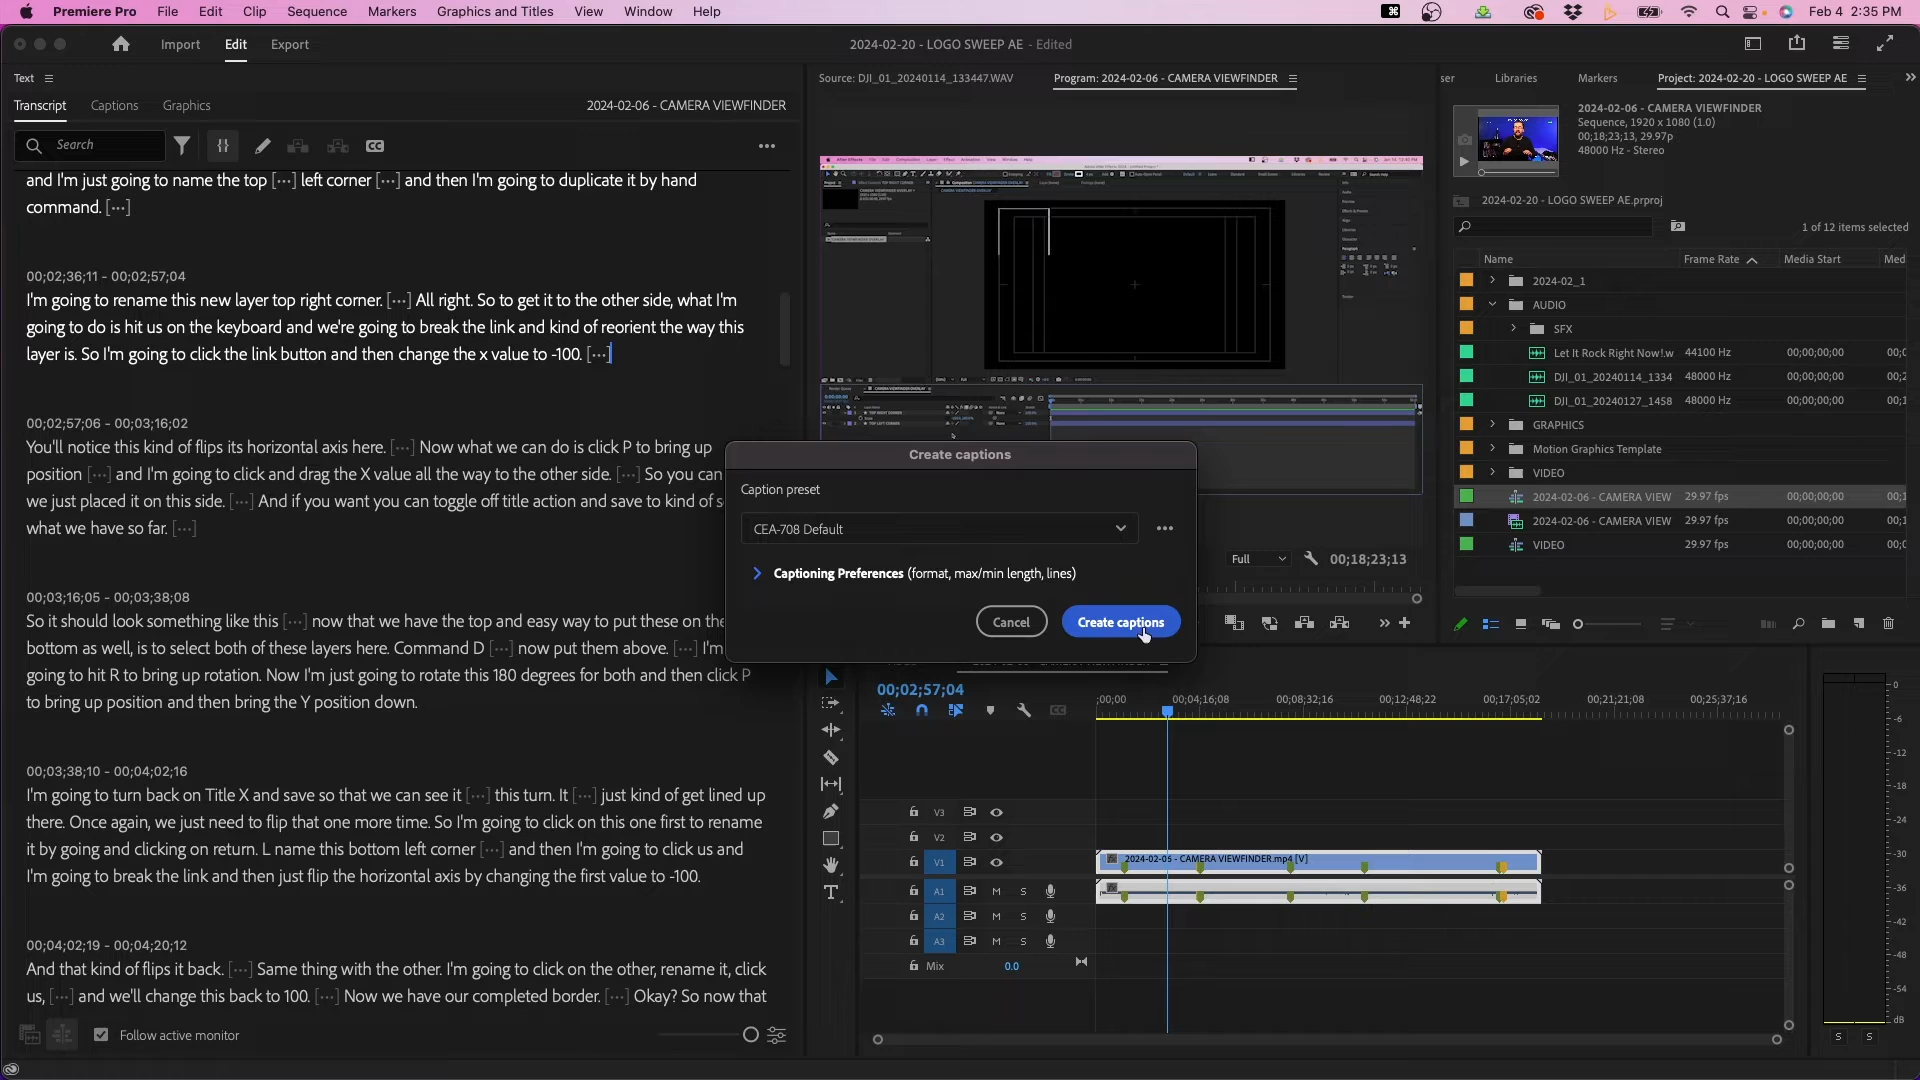 Premiere Pro File Edit Clip Sequence Markers Graphics and Titles View Window Help
Feb 4 2:35 PM
Import Edit Export
2024-02-20 - LOGO SWEEP AE - Edited
Text
Transcript Captions Graphics
2024-02-06 - CAMERA VIEWFINDER
Search
and I'm just going to name the top [···] left corner [···] and then I'm going to duplicate it by hand
command. [···]
00;02;36;11 - 00;02;57;04
I'm going to rename this new layer top right corner. [···] All right. So to get it to the other side, what I'm
going to do is hit us on the keyboard and we're going to break the link and kind of reorient the way this
layer is. So I'm going to click the link button and then change the x value to -100. [···]
00;02;57;06 - 00;03;16;02
You'll notice this kind of flips its horizontal axis here. [···] Now what we can do is click P to bring up
position [···] and I'm going to click and drag the X value all the way to the other side. [···] So you can
we just placed it on this side. [···] And if you want you can toggle off title action and save to kind of s
what we have so far. [···]
00;03;16;05 - 00;03;38;08
So it should look something like this [···] now that we have the top and easy way to put these on the
bottom as well, is to select both of these layers here. Command D [···] now put them above. [···] I'm
going to hit R to bring up rotation. Now I'm just going to rotate this 180 degrees for both and then click P
to bring up position and then bring the Y position down.
00;03;38;10 - 00;04;02;16
I'm going to turn back on Title X and save so that we can see it [···] this turn. It [···] just kind of get lined up
there. Once again, we just need to flip that one more time. So I'm going to click on this one first to rename
it by going and clicking on return. L name this bottom left corner [···] and then I'm going to click us and
I'm going to break the link and then just flip the horizontal axis by changing the first value to -100.
00;04;02;19 - 00;04;20;12
And that kind of flips it back. [···] Same thing with the other. I'm going to click on the other, rename it, click
us, [···] and we'll change this back to 100. [···] Now we have our completed border. [···] Okay? So now that
Follow active monitor
Source: DJI_01_20240114_133447.WAV
Program: 2024-02-06 - CAMERA VIEWFINDER
Create captions
Caption preset
CEA-708 Default
Captioning Preferences (format, max/min length, lines)
Cancel
Create captions
Full
00;18;23;13
ser Libraries Markers Project: 2024-02-20 - LOGO SWEEP AE
2024-02-06 - CAMERA VIEWFINDER
Sequence, 1920 x 1080 (1.0)
00;18;23;13, 29.97p
48000 Hz - Stereo
2024-02-20 - LOGO SWEEP AE.prproj
1 of 12 items selected
Name Frame Rate Media Start Med
2024-02_1
AUDIO
SFX
Let It Rock Right Now!.w 44100 Hz 00;00;00;00 00;0
DJI_01_20240114_1334 48000 Hz 00;00;00;00 00;2
DJI_01_20240127_1458 48000 Hz 00;00;00;00 00;1
GRAPHICS
Motion Graphics Template
VIDEO
2024-02-06 - CAMERA VIEW 29.97 fps 00;00;00;00 00;1
2024-02-06 - CAMERA VIEW 29.97 fps 00;00;00;00 00;1
VIDEO 29.97 fps 00;00;00;00 00;0
00;02;57;04
;00;00 00;04;16;08 00;08;32;16 00;12;48;22 00;17;05;02 00;21;21;08 00;25;37;16
V3
V2
V1
2024-02-06 - CAMERA VIEWFINDER.mp4 [V]
A1 M S
A2 M S
A3 M S
Mix 0.0
0
-6
-12
-18
-24
-30
-36
-42
-48
-54
dB
S S